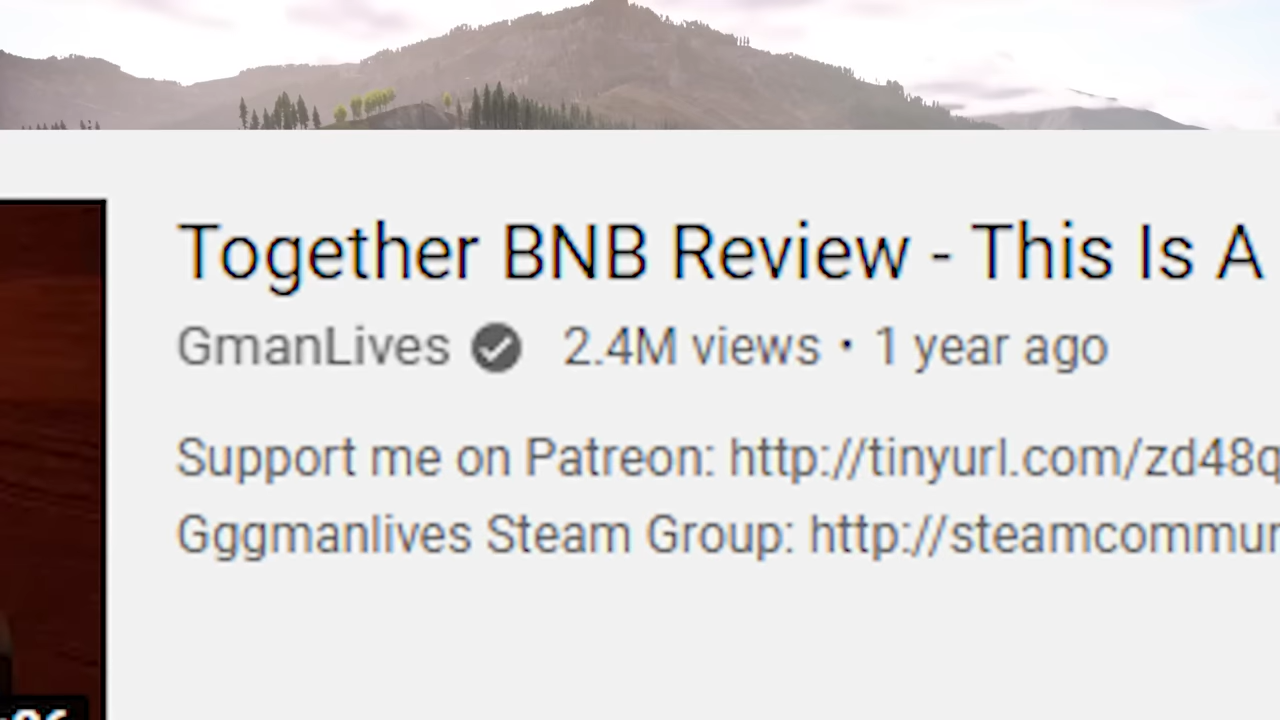 Together BNB Review - This Is A
GmanLives 2.4M views • 1 year ago
Support me on Patreon: http://tinyurl.com/zd48q
Gggmanlives Steam Group: http://steamcommun